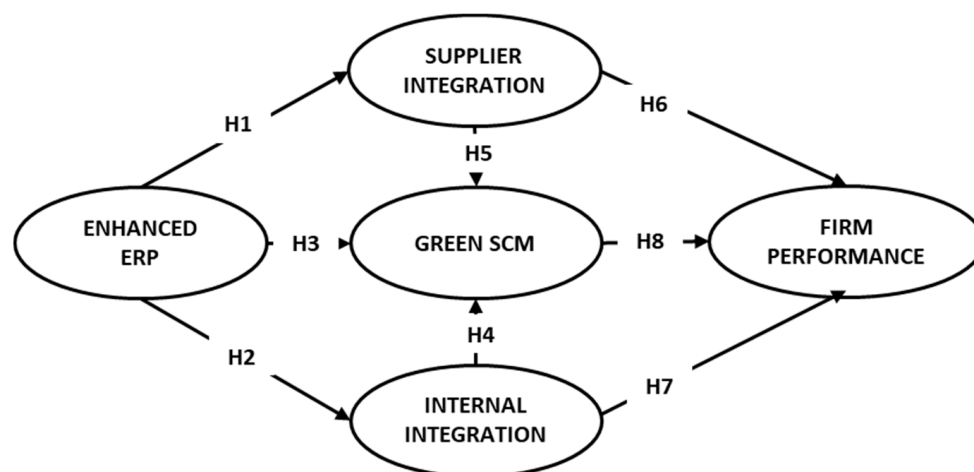 SUPPLIER
INTEGRATION
H6
H1
H5
ENHANCED
ERP
H3
GREEN SCM
H8
FIRM
PERFORMANCE
H4
H2
H7
INTERNAL
INTEGRATION